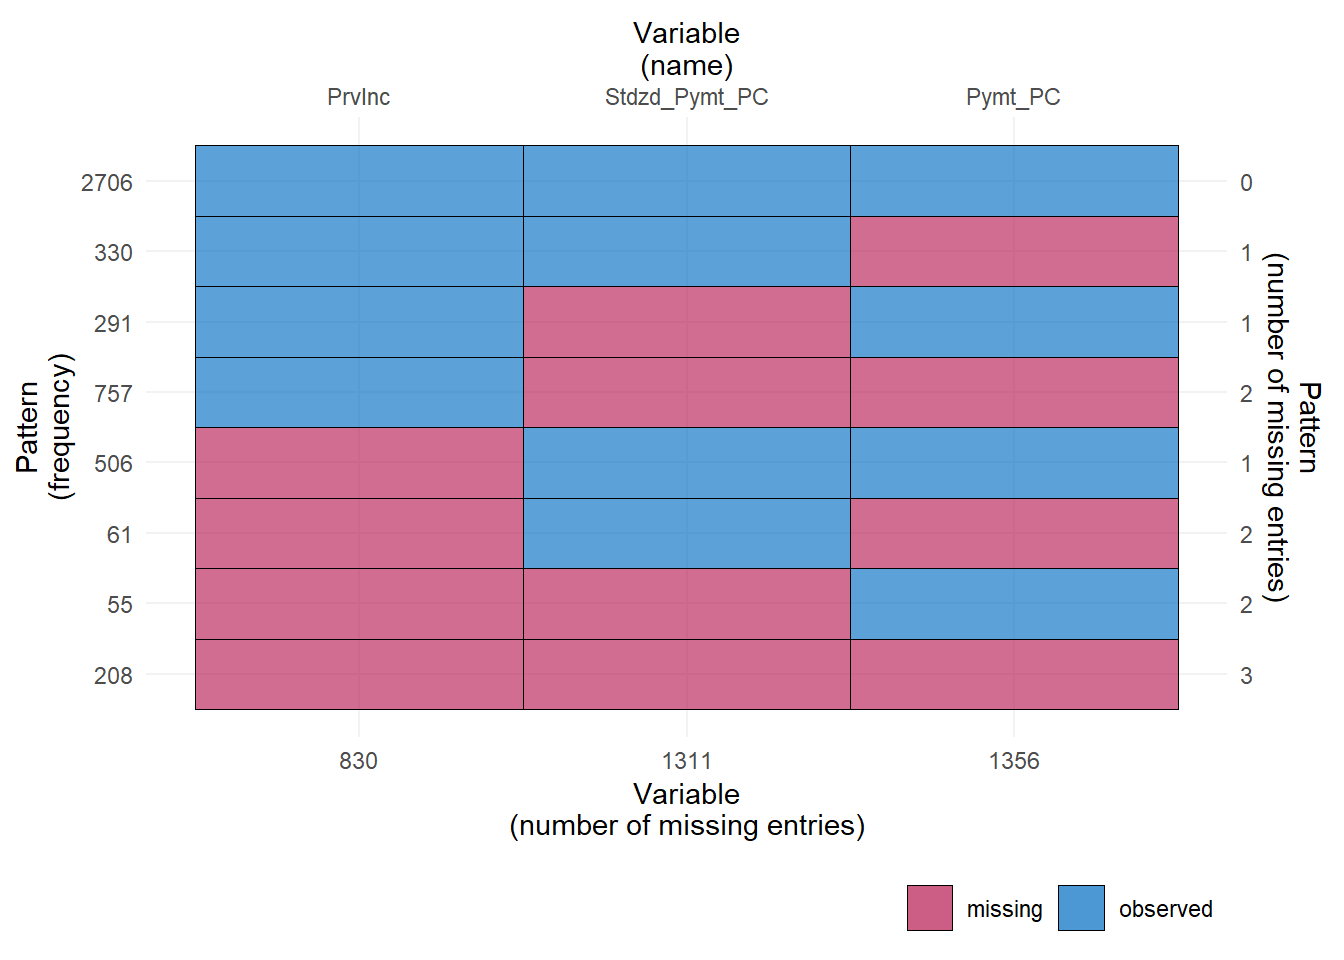 Variable
(name)
PrvInc Stdzd_Pymt_PC Pymt_PC
2706 0
330 1
291 1
757 2
506 1
61 2
55 2
208 3
Pattern
(frequency)
Pattern
(number of missing entries)
830 1311 1356
Variable
(number of missing entries)
missing observed